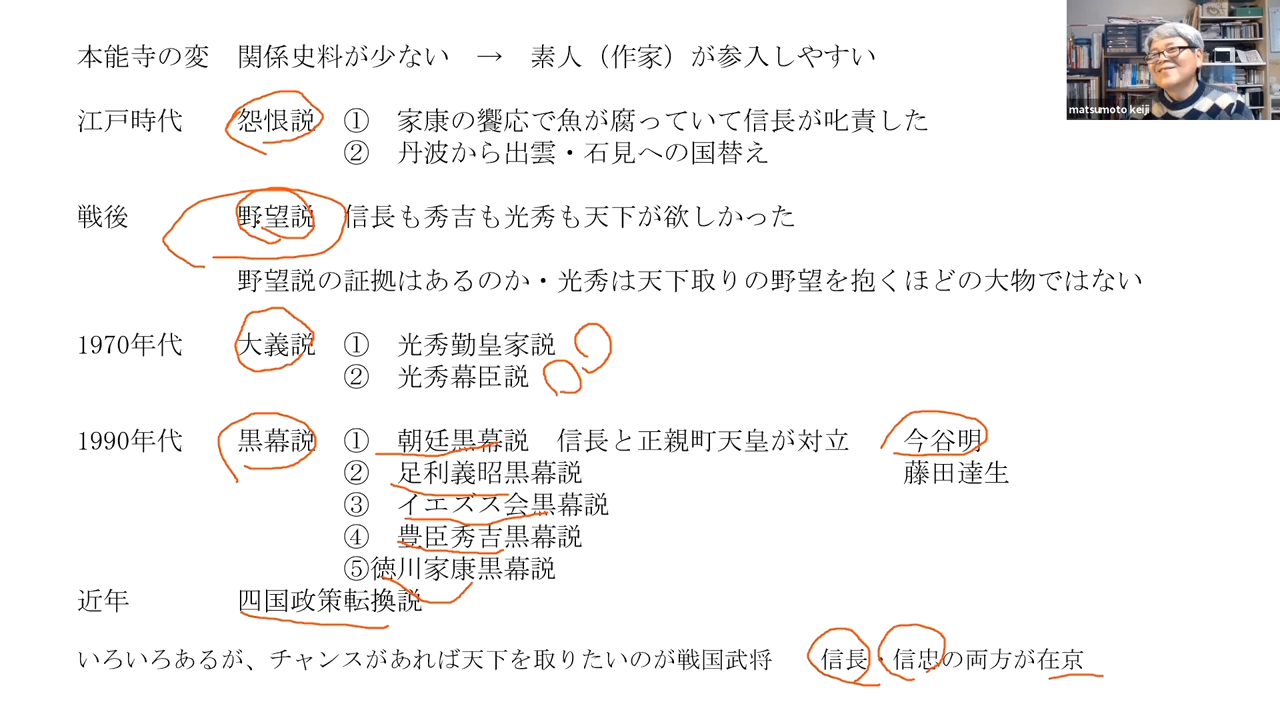 本能寺の変　関係史料が少ない　→　素人（作家）が参入しやすい
matsumoto keiji
江戸時代　　怨恨説　①　家康の饗応で魚が腐っていて信長が叱責した
②　丹波から出雲・石見への国替え
戦後　　　　野望説　信長も秀吉も光秀も天下が欲しかった
野望説の証拠はあるのか・光秀は天下取りの野望を抱くほどの大物ではない
1970年代　　大義説　①　光秀勤皇家説
②　光秀幕臣説
1990年代　　黒幕説　①　朝廷黒幕説　信長と正親町天皇が対立　　今谷明
②　足利義昭黒幕説　　　　　　　　　　　　藤田達生
③　イエズス会黒幕説
④　豊臣秀吉黒幕説
⑤徳川家康黒幕説
近年　　　　四国政策転換説
いろいろあるが、チャンスがあれば天下を取りたいのが戦国武将　　信長・信忠の両方が在京